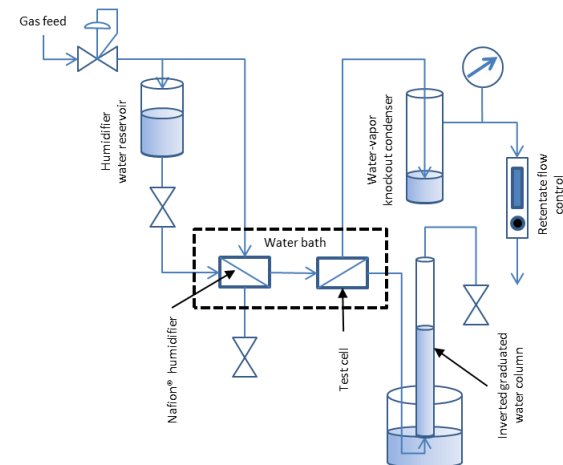 Gas feed
Humidifier
water reservoir
Water-vapor
knockout condenser
Retentate flow
control
Water bath
Nafion® humidifier
Test cell
Inverted graduated
water column